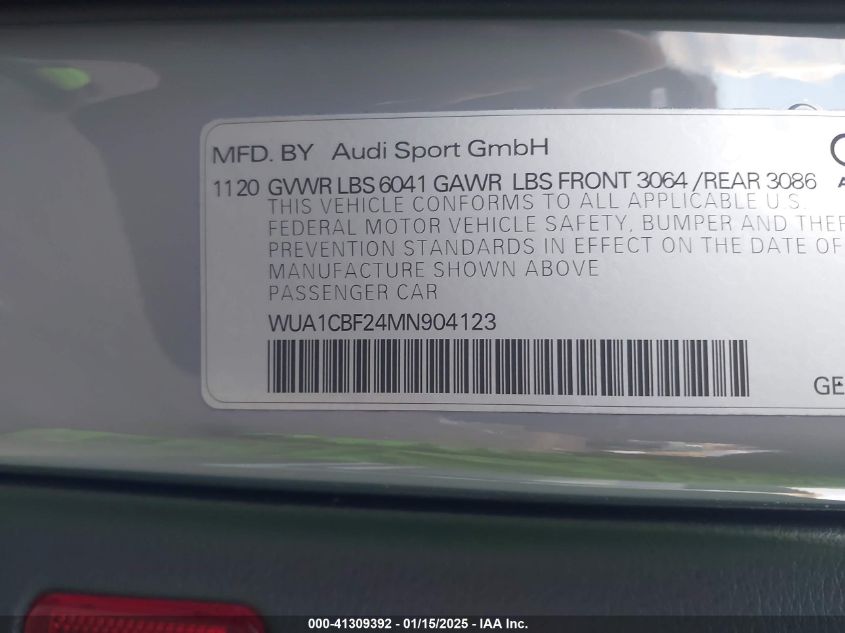 MFD. BY Audi Sport GmbH
1120 GVWR LBS 6041 GAWR LBS FRONT 3064 /REAR 3086
THIS VEHICLE CONFORMS TO ALL APPLICABLE U.S.
FEDERAL MOTOR VEHICLE SAFETY, BUMPER AND THEF
PREVENTION STANDARDS IN EFFECT ON THE DATE OF
MANUFACTURE SHOWN ABOVE
PASSENGER CAR
WUA1CBF24MN904123
GE
000-41309392 - 01/15/2025 - IAA Inc.